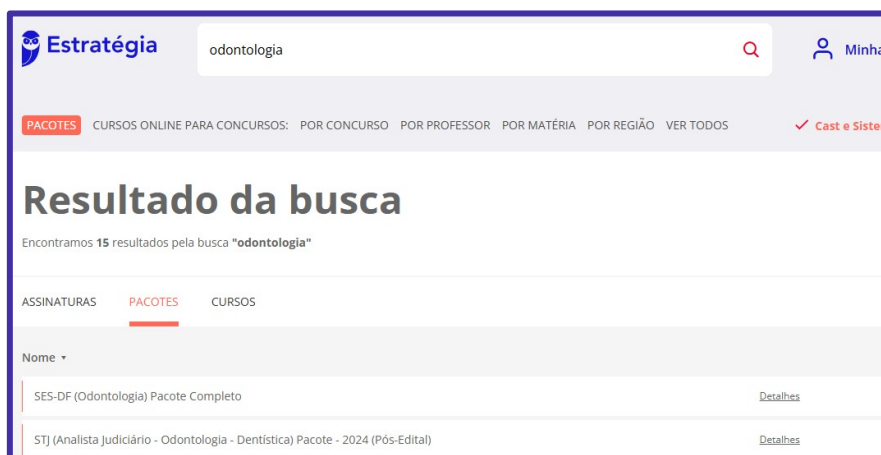 Estratégia
odontologia
Minha
PACOTES CURSOS ONLINE PARA CONCURSOS: POR CONCURSO POR PROFESSOR POR MATÉRIA POR REGIÃO VER TODOS Cast e Siste
Resultado da busca
Encontramos 15 resultados pela busca "odontologia"
ASSINATURAS PACOTES CURSOS
Nome
SES-DF (Odontologia) Pacote Completo Detalhes
STJ (Analista Judiciário - Odontologia - Dentística) Pacote - 2024 (Pós-Edital) Detalhes